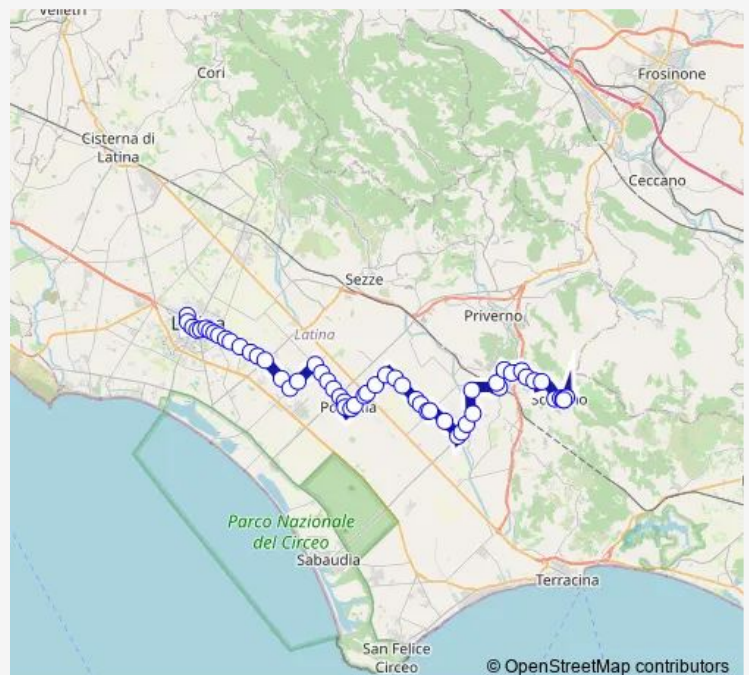 Velletri
Cori
Frosinone
Cisterna di
Latina
Ceccano
Sezze
Priverno
Latina
Parco Nazionale
del Circeo
Sabaudia
Terracina
San Felice
Circeo
© OpenStreetMap contributors